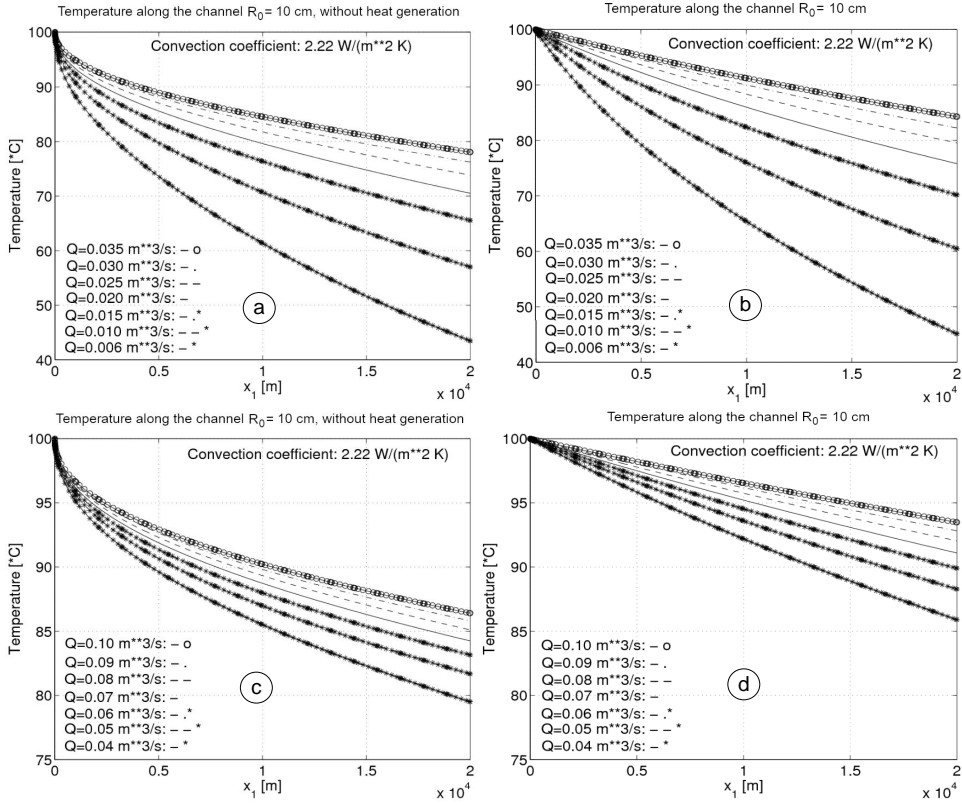 Temperature along the channel R0= 10 cm, without heat generation
Convection coefficient: 2.22 W/(m**2 K)
Temperature [*C]
100
90
80
70
60
50
40
Q=0.035 m**3/s: – o
Q=0.030 m**3/s: – .
Q=0.025 m**3/s: – –
Q=0.020 m**3/s: –
Q=0.015 m**3/s: – .*
Q=0.010 m**3/s: – – *
Q=0.006 m**3/s: – *
a
0 0.5 1 1.5 2
x1 [m]
x 10^4
Temperature along the channel R0= 10 cm
Convection coefficient: 2.22 W/(m**2 K)
Temperature [*C]
100
90
80
70
60
50
40
Q=0.035 m**3/s: – o
Q=0.030 m**3/s: – .
Q=0.025 m**3/s: – –
Q=0.020 m**3/s: –
Q=0.015 m**3/s: – .*
Q=0.010 m**3/s: – – *
Q=0.006 m**3/s: – *
b
0 0.5 1 1.5 2
x1 [m]
x 10^4
Temperature along the channel R0= 10 cm, without heat generation
Convection coefficient: 2.22 W/(m**2 K)
Temperature [*C]
100
95
90
85
80
75
Q=0.10 m**3/s: – o
Q=0.09 m**3/s: – .
Q=0.08 m**3/s: – –
Q=0.07 m**3/s: –
Q=0.06 m**3/s: – .*
Q=0.05 m**3/s: – – *
Q=0.04 m**3/s: – *
c
0 0.5 1 1.5 2
x1 [m]
x 10^4
Temperature along the channel R0= 10 cm
Convection coefficient: 2.22 W/(m**2 K)
Temperature [*C]
100
95
90
85
80
75
Q=0.10 m**3/s: – o
Q=0.09 m**3/s: – .
Q=0.08 m**3/s: – –
Q=0.07 m**3/s: –
Q=0.06 m**3/s: – .*
Q=0.05 m**3/s: – – *
Q=0.04 m**3/s: – *
d
0 0.5 1 1.5 2
x1 [m]
x 10^4